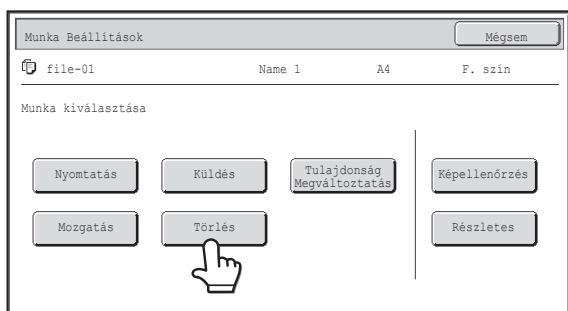 Munka Beállítások
Mégsem
file-01 Name 1 A4 F. szín
Munka kiválasztása
Nyomtatás Küldés Tulajdonság Megváltoztatás Képellenőrzés
Mozgatás Törlés Részletes